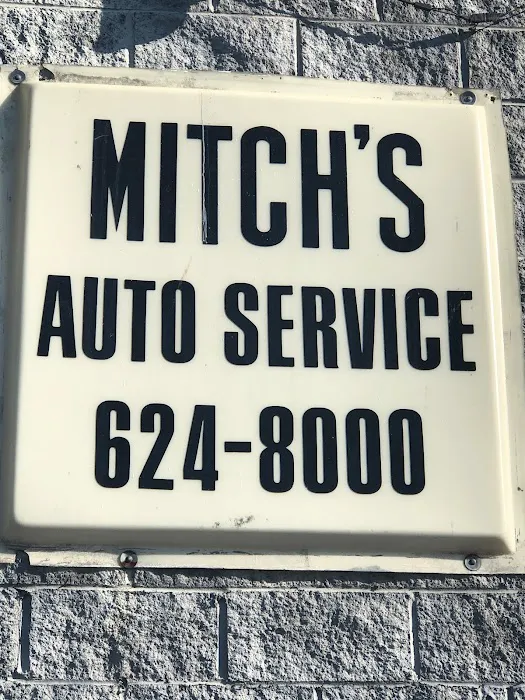 MITCH'S
AUTO SERVICE
624-8000